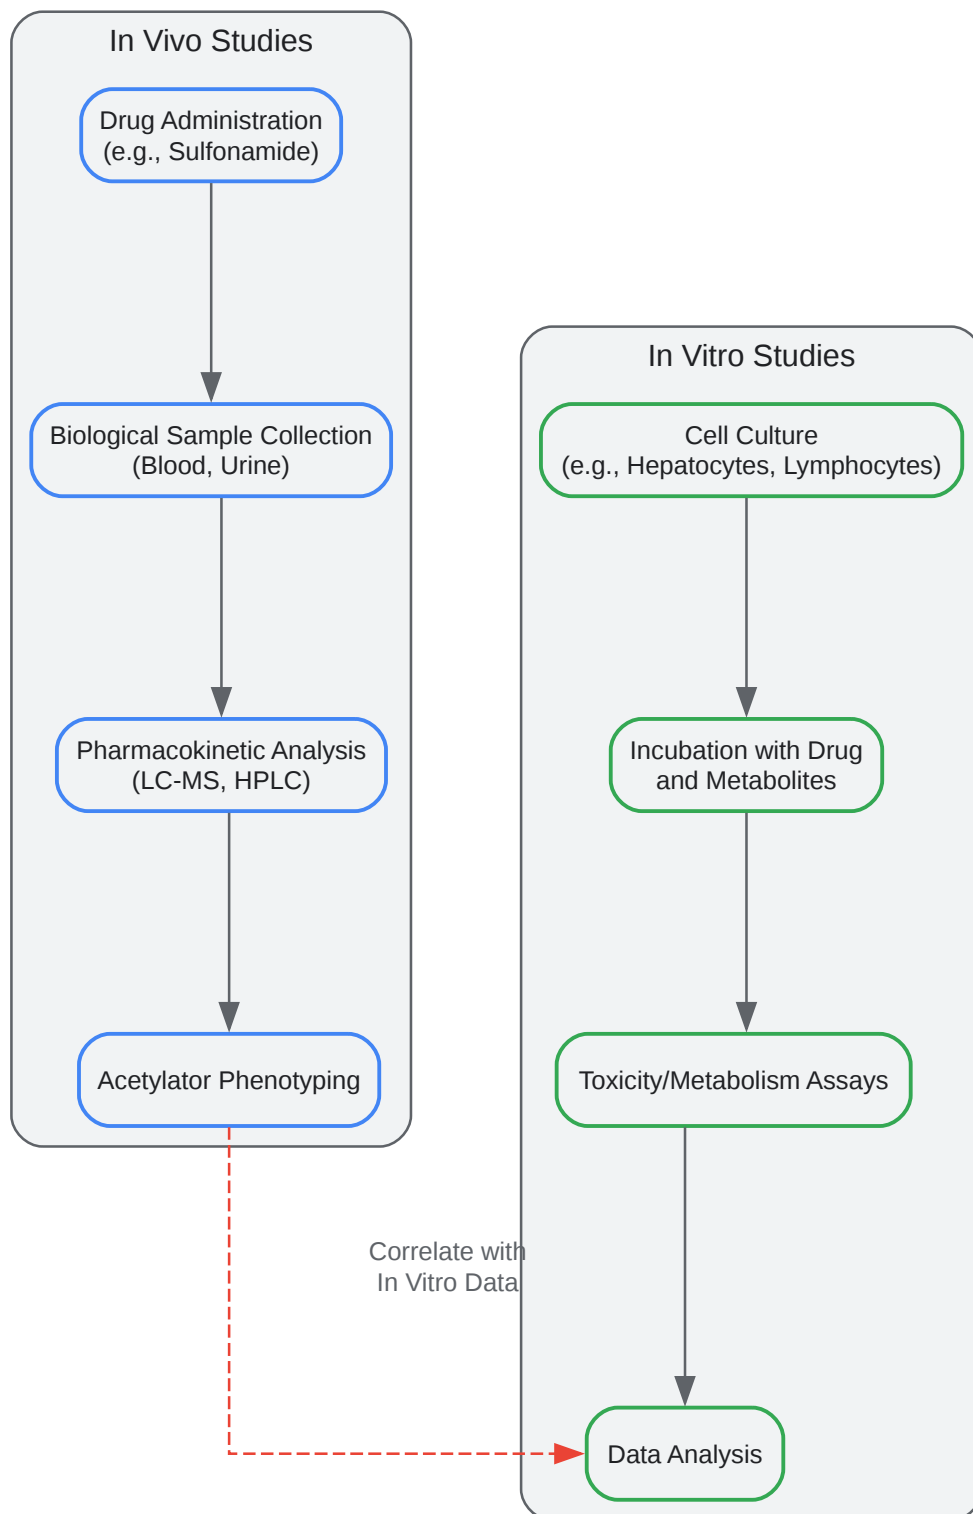 In Vivo Studies
Drug Administration
(e.g., Sulfonamide)
Biological Sample Collection
(Blood, Urine)
Pharmacokinetic Analysis
(LC-MS, HPLC)
Acetylator Phenotyping
Correlate with
In Vitro Data
In Vitro Studies
Cell Culture
(e.g., Hepatocytes, Lymphocytes)
Incubation with Drug
and Metabolites
Toxicity/Metabolism Assays
Data Analysis